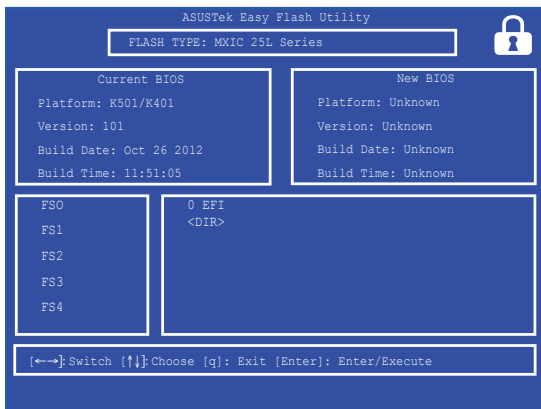 ASUSTek Easy Flash Utility
FLASH TYPE: MXIC 25L Series
Current BIOS
Platform: K501/K401
Version: 101
Build Date: Oct 26 2012
Build Time: 11:51:05
New BIOS
Platform: Unknown
Version: Unknown
Build Date: Unknown
Build Time: Unknown
FSO
FS1
FS2
FS3
FS4
0 EFI
<DIR>
[←→]: Switch [↑↓]: Choose [q]: Exit [Enter]: Enter/Execute